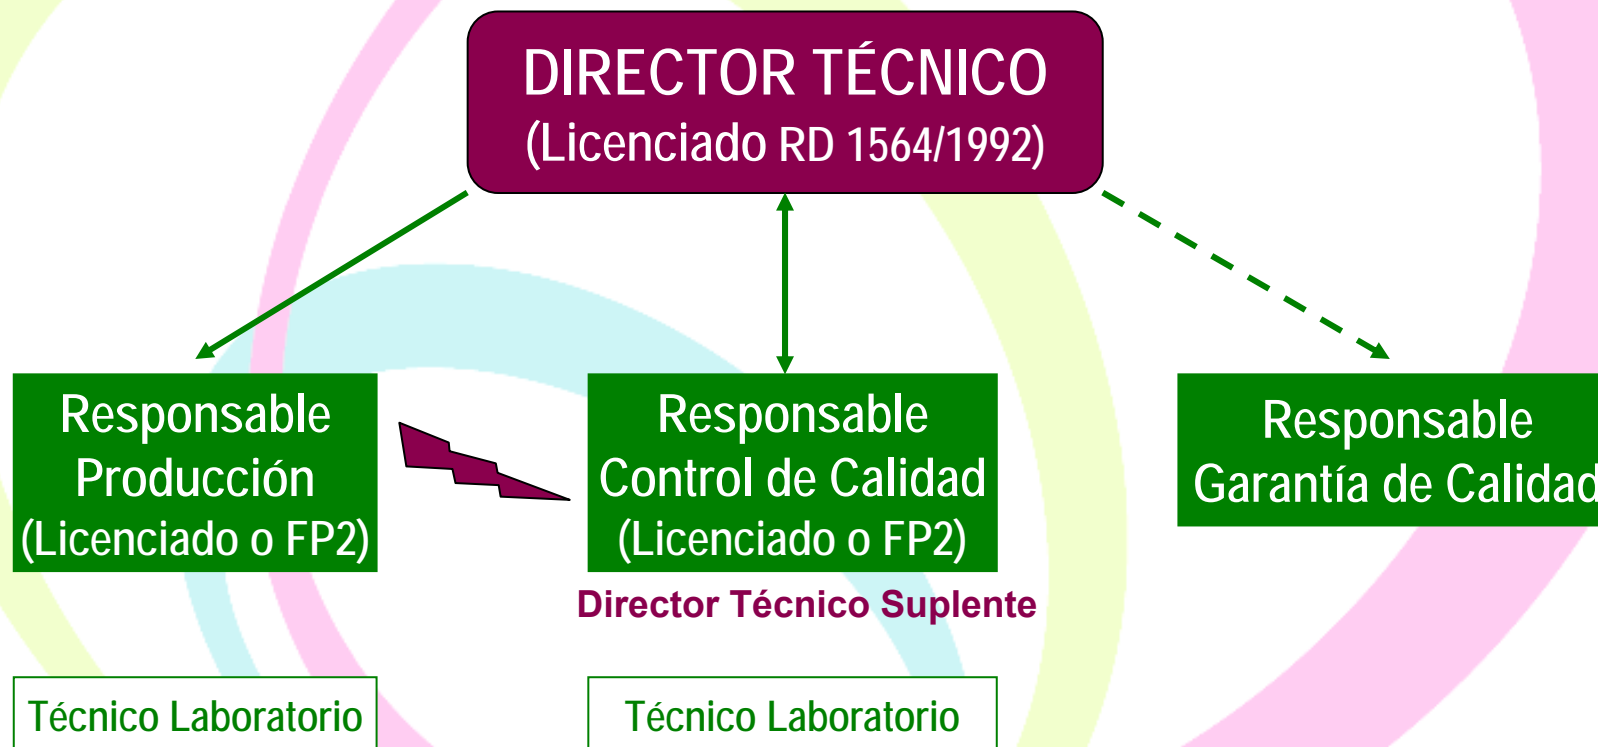 DIRECTOR TÉCNICO
(Licenciado RD 1564/1992)
Responsable
Producción
(Licenciado o FP2)
Responsable
Control de Calidad
(Licenciado o FP2)
Director Técnico Suplente
Responsable
Garantía de Calidad
Técnico Laboratorio
Técnico Laboratorio